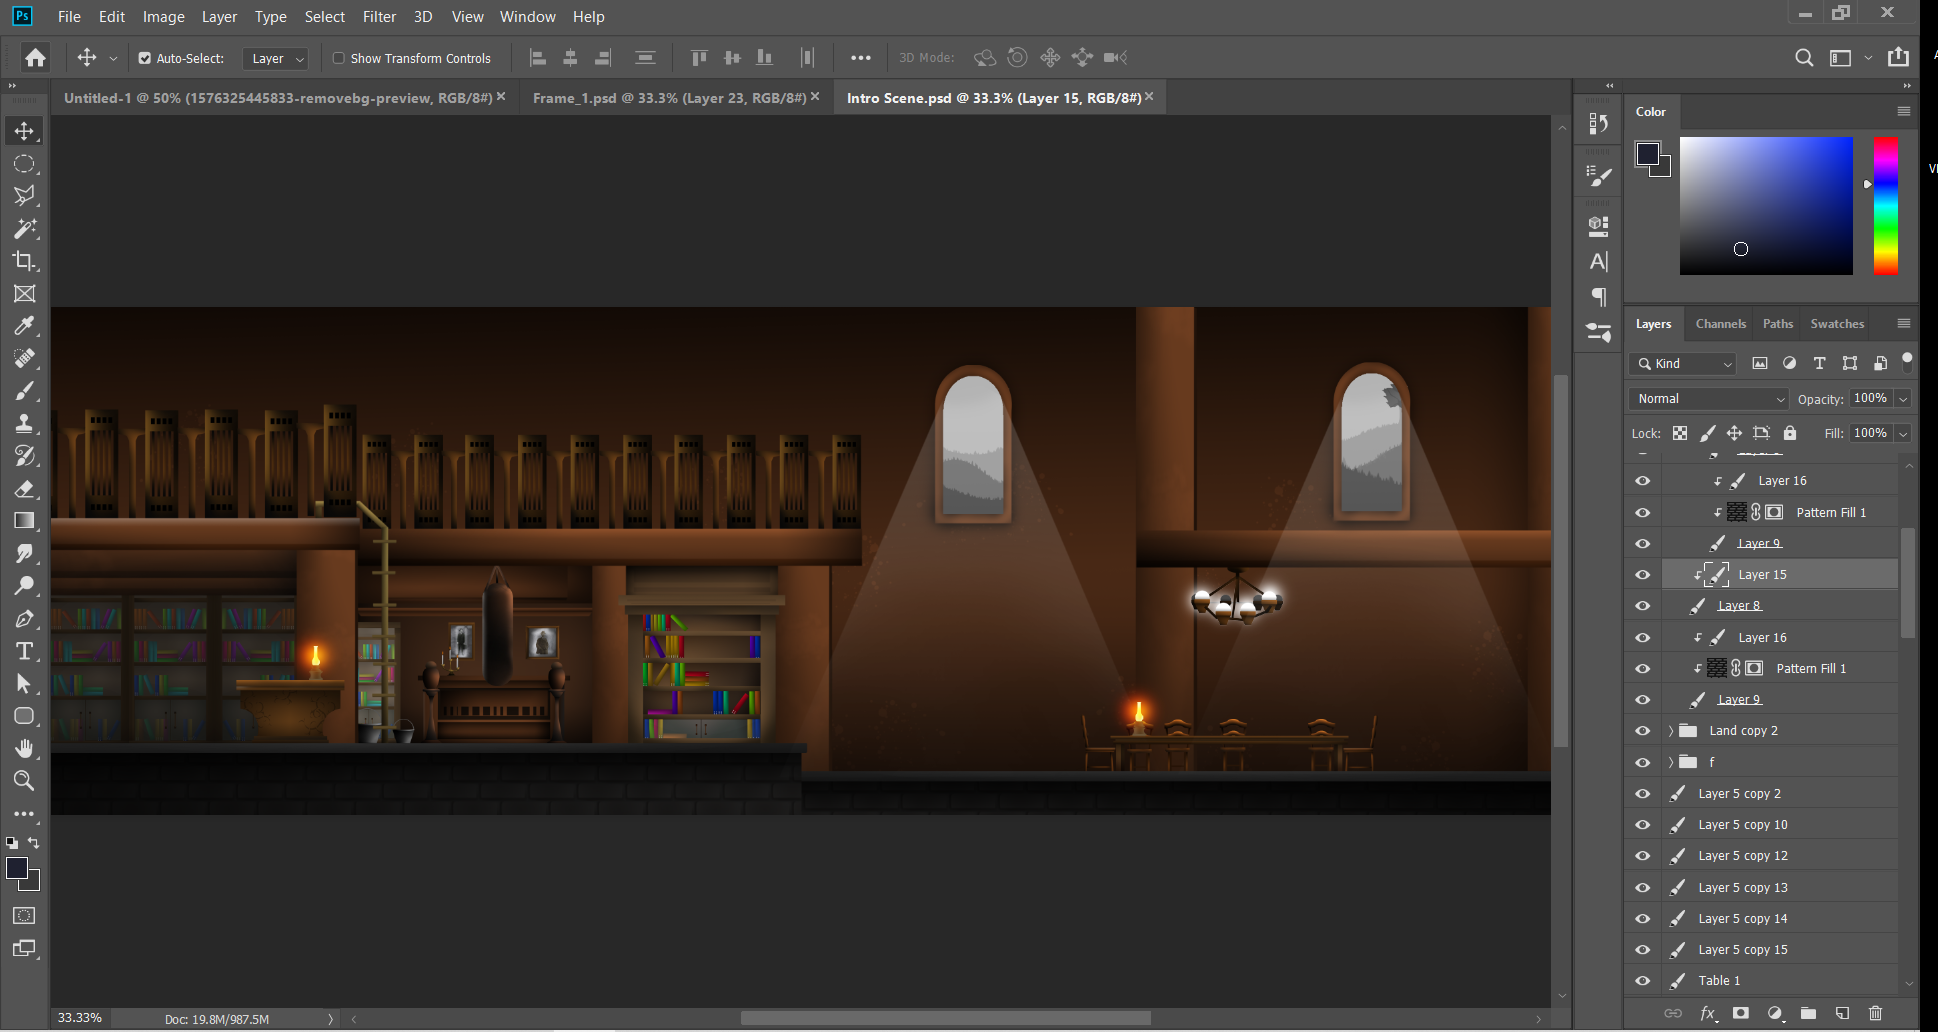 Ps File Edit Image Layer Type Select Filter 3D View Window Help
Auto-Select: Layer Show Transform Controls 3D Mode:
Untitled-1 @ 50% (1576325445833-removebg-preview, RGB/8#) Frame_1.psd @ 33.3% (Layer 23, RGB/8#) Intro Scene.psd @ 33.3% (Layer 15, RGB/8#)
Color
Layers Channels Paths Swatches
Kind
Normal Opacity: 100%
Lock: Fill: 100%
Layer 16
Pattern Fill 1
Layer 9
Layer 15
Layer 8
Layer 16
Pattern Fill 1
Layer 9
Land copy 2
f
Layer 5 copy 2
Layer 5 copy 10
Layer 5 copy 12
Layer 5 copy 13
Layer 5 copy 14
Layer 5 copy 15
Table 1
33.33% Doc: 19.8M/987.5M